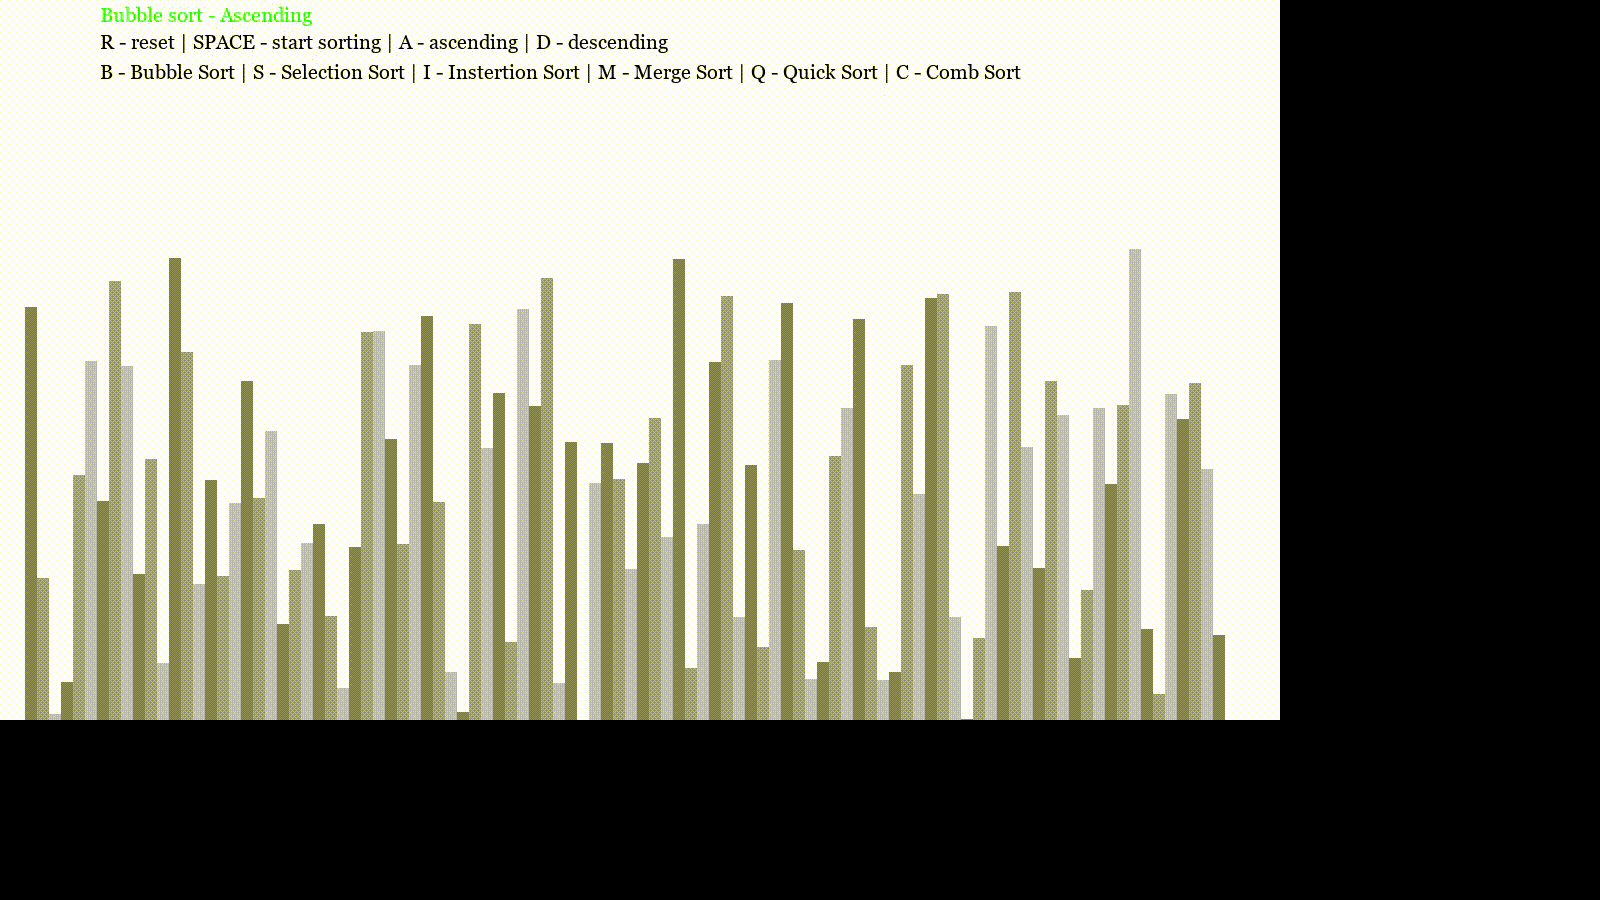 Bubble sort - Ascending
R - reset | SPACE - start sorting | A - ascending | D - descending
B - Bubble Sort | S - Selection Sort | I - Instertion Sort | M - Merge Sort | Q - Quick Sort | C - Comb Sort